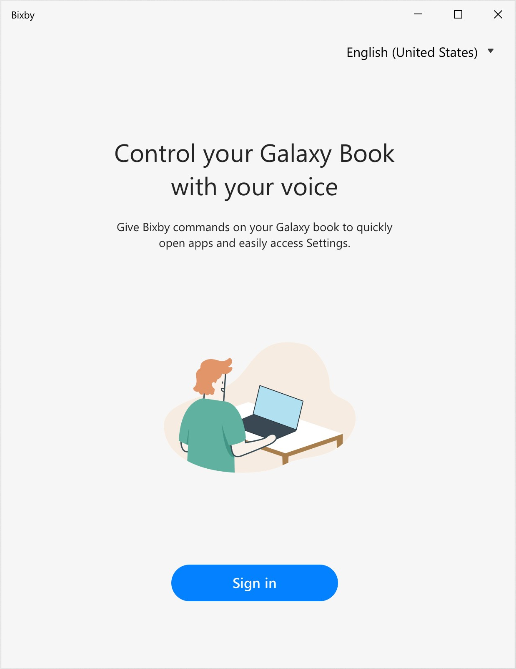 Bixby
English (United States)
Control your Galaxy Book
with your voice
Give Bixby commands on your Galaxy book to quickly
open apps and easily access Settings.
Sign in